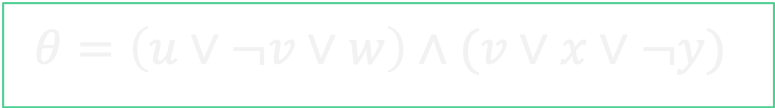 θ = (u ∨ ¬v ∨ w) ∧ (v ∨ x ∨ ¬y)